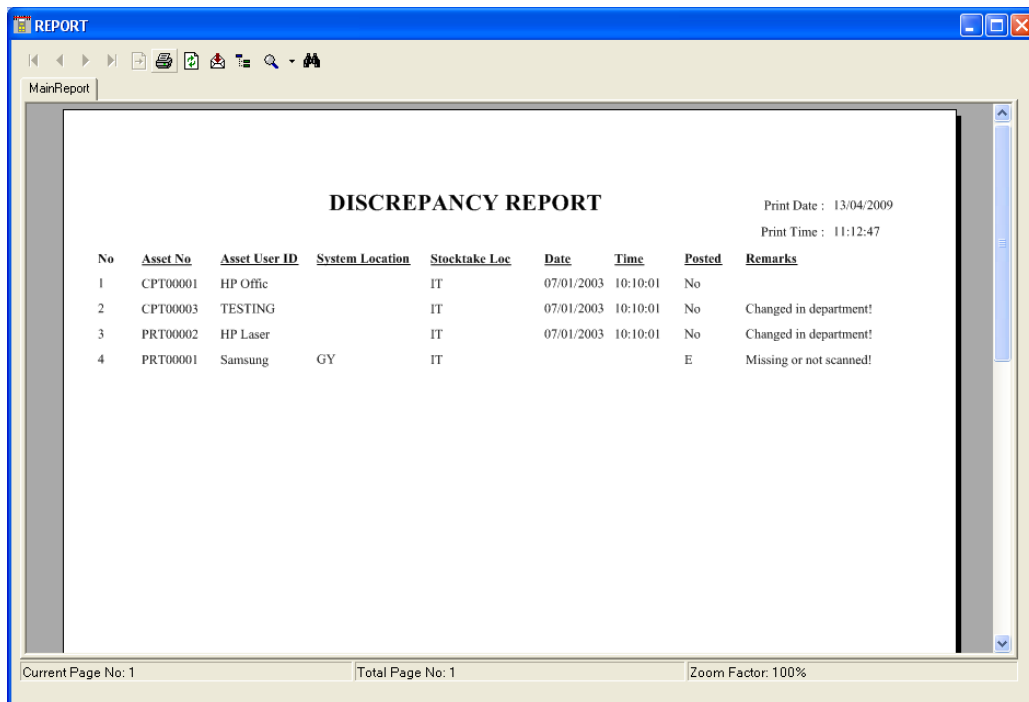 REPORT
MainReport
DISCREPANCY REPORT
Print Date : 13/04/2009
Print Time : 11:12:47
No Asset No Asset User ID System Location Stocktake Loc Date Time Posted Remarks
1 CPT00001 HP Offic IT 07/01/2003 10:10:01 No
2 CPT00003 TESTING IT 07/01/2003 10:10:01 No Changed in department!
3 PRT00002 HP Laser IT 07/01/2003 10:10:01 No Changed in department!
4 PRT00001 Samsung GY IT E Missing or not scanned!
Current Page No: 1 Total Page No: 1 Zoom Factor: 100%